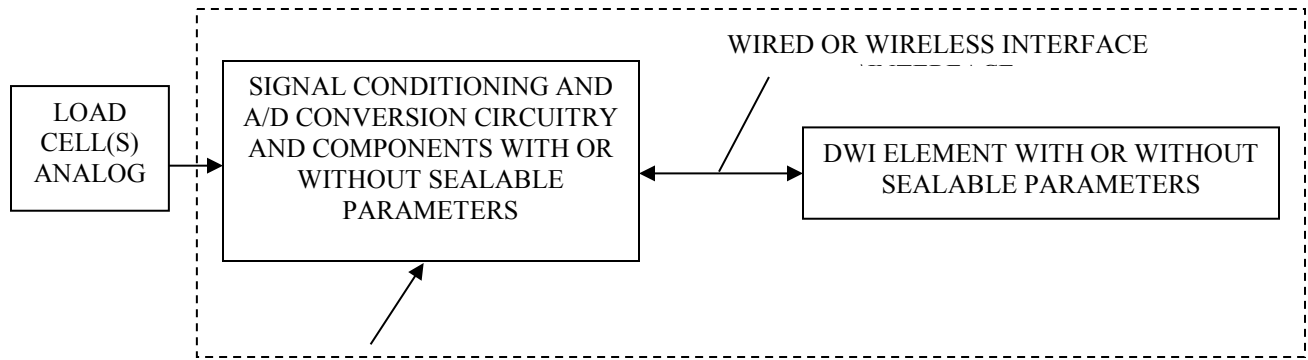 LOAD
CELL(S)
ANALOG
SIGNAL CONDITIONING AND
A/D CONVERSION CIRCUITRY
AND COMPONENTS WITH OR
WITHOUT SEALABLE
PARAMETERS
WIRED OR WIRELESS INTERFACE
DWI ELEMENT WITH OR WITHOUT
SEALABLE PARAMETERS